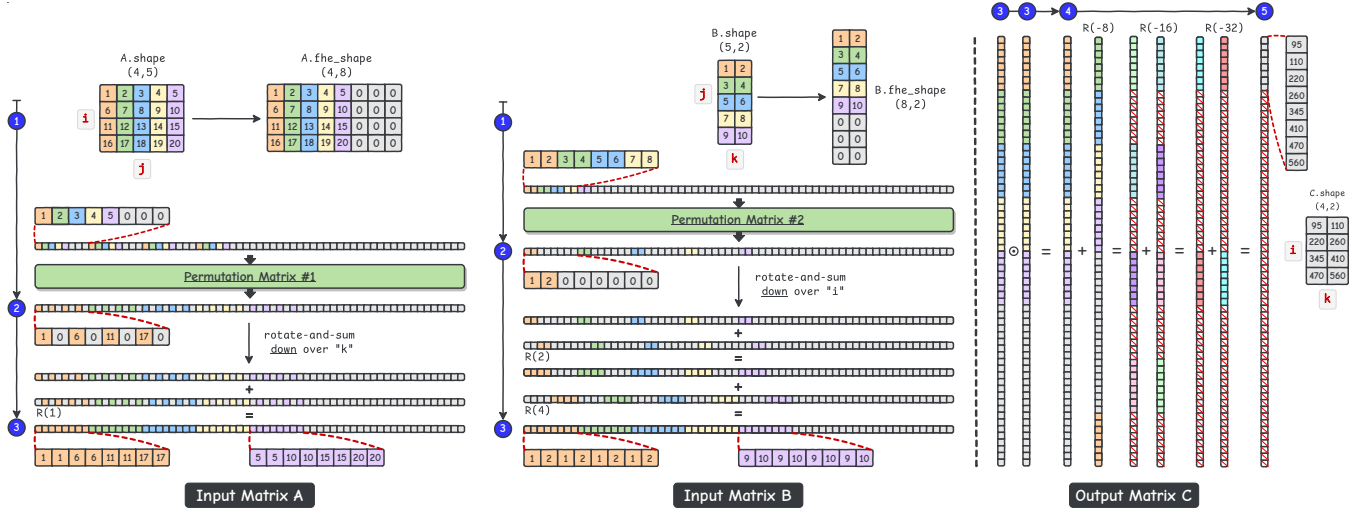 A.shape
(4,5)
1 2 3 4 5
6 7 8 9 10
11 12 13 14 15
16 17 18 19 20
i
j
A.fhe_shape
(4,8)
1 2 3 4 5 0 0 0
6 7 8 9 10 0 0 0
11 12 13 14 15 0 0 0
16 17 18 19 20 0 0 0
1
1 2 3 4 5 0 0 0
Permutation Matrix #1
2
1 0 6 0 11 0 17 0
rotate-and-sum
down over "k"
+
R(1)
=
3
1 1 6 6 11 11 17 17
5 5 10 10 15 15 20 20
Input Matrix A
B.shape
(5,2)
1 2
3 4
5 6
7 8
9 10
j
k
1 2
3 4
5 6
7 8
9 10
0 0
0 0
0 0
B.fhe_shape
(8,2)
1
1 2 3 4 5 6 7 8
Permutation Matrix #2
2
1 2 0 0 0 0 0 0
rotate-and-sum
down over "i"
+
R(2)
=
+
R(4)
=
3
1 2 1 2 1 2 1 2
9 10 9 10 9 10 9 10
Input Matrix B
3 3 4 5
R(-8) R(-16) R(-32)
⊙ = + = + = + =
95
110
220
260
345
410
470
560
C.shape
(4,2)
95 110
220 260
345 410
470 560
i
k
Output Matrix C